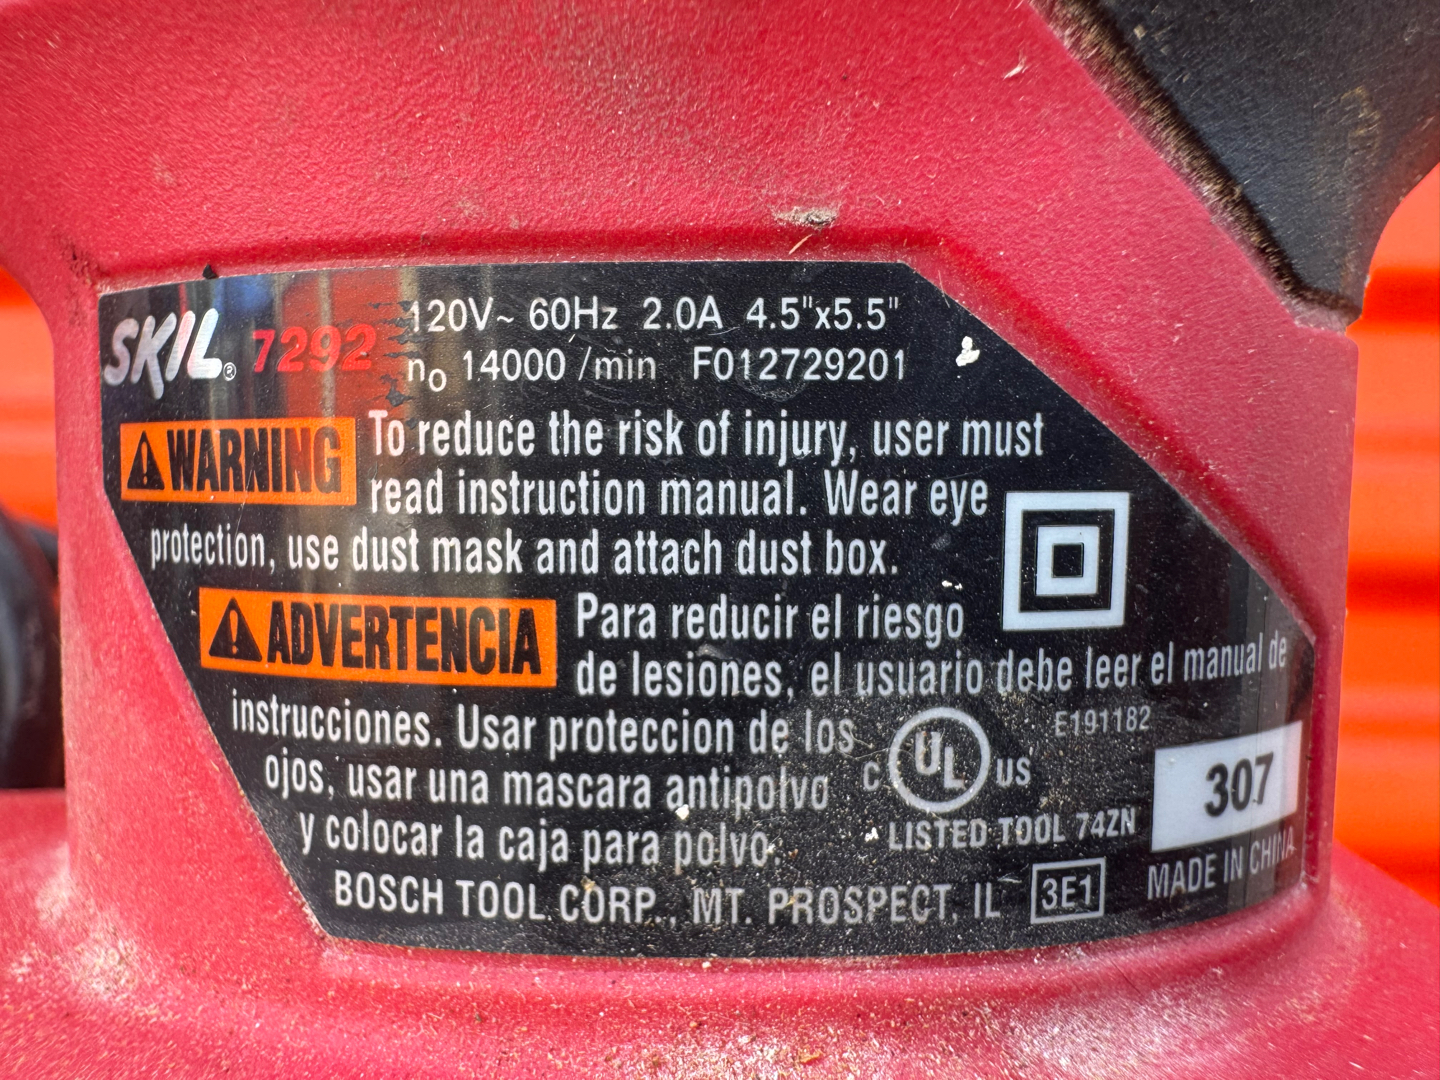 SKIL® 7292 120V~ 60Hz 2.0A 4.5"x5.5"
no 14000 /min F012729201
WARNING To reduce the risk of injury, user must
read instruction manual. Wear eye
protection, use dust mask and attach dust box.
ADVERTENCIA Para reducir el riesgo
de lesiones, el usuario debe leer el manual de
instrucciones. Usar proteccion de los
ojos, usar una mascara antipolvo
y colocar la caja para polvo.
E191182
C UL US
LISTED TOOL 74ZN
307
BOSCH TOOL CORP., MT. PROSPECT, IL 3E1
MADE IN CHINA